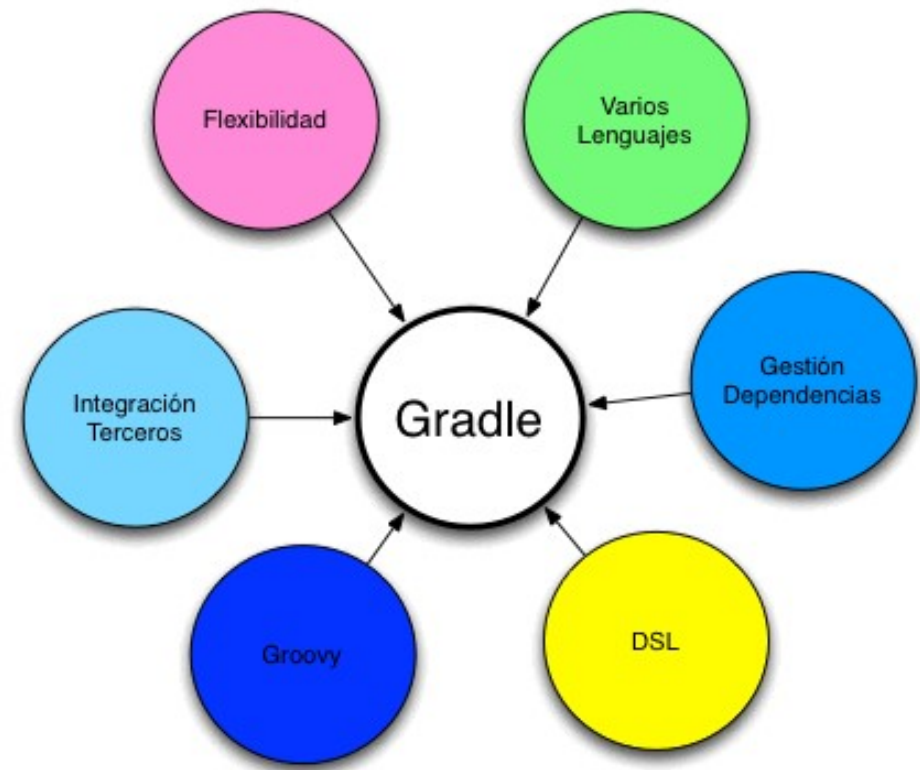 Flexibilidad
Varios
Lenguajes
Gestión
Dependencias
Integración
Terceros
Gradle
Groovy
DSL